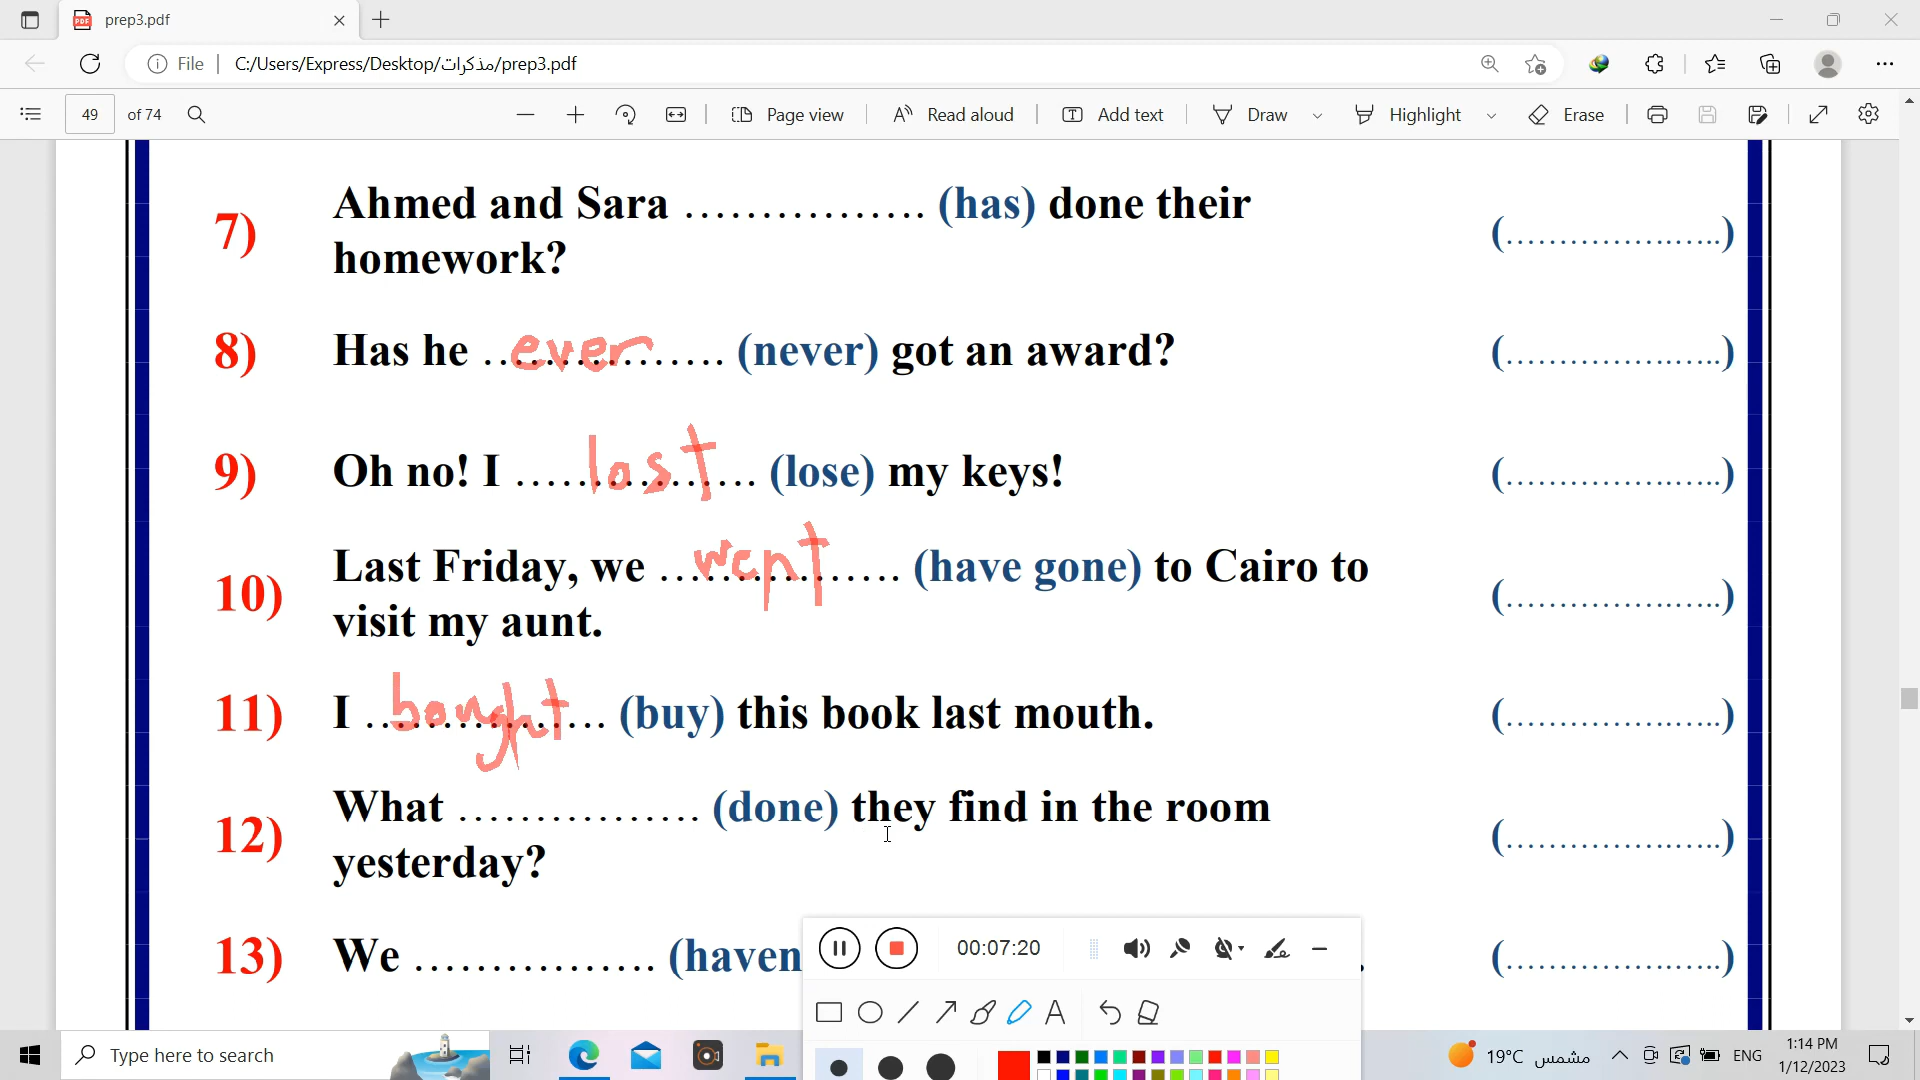 prep3.pdf
File
C:/Users/Express/Desktop/مذكرات/prep3.pdf
49 of 74
Page view
Read aloud
Add text
Draw
Highlight
Erase
7) Ahmed and Sara ................ (has) done their (........................)
homework?
8) Has he ....ever.... (never) got an award? (........................)
9) Oh no! I ....lost.... (lose) my keys! (........................)
10) Last Friday, we ....went.... (have gone) to Cairo to (........................)
visit my aunt.
11) I ....bought.... (buy) this book last mouth. (........................)
12) What ................ (done) they find in the room (........................)
yesterday?
13) We ................ (haven . (........................)
00:07:20
Type here to search
19°C مشمس
ENG
1:14 PM
1/12/2023